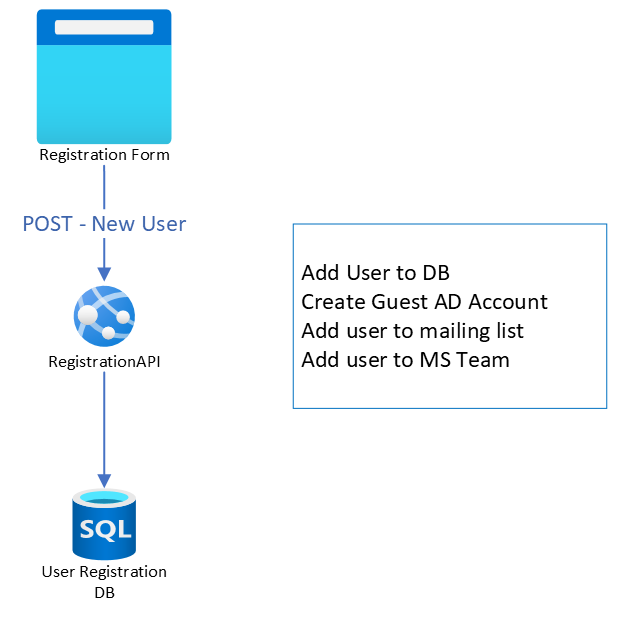 Registration Form
POST - New User
RegistrationAPI
Add User to DB
Create Guest AD Account
Add user to mailing list
Add user to MS Team
SQL
User Registration
DB